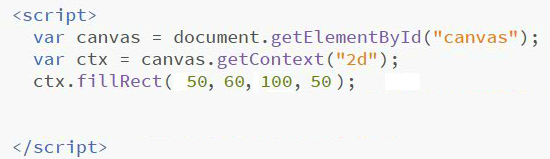 <script>
var canvas = document.getElementById("canvas");
var ctx = canvas.getContext("2d");
ctx.fillRect( 50, 60, 100, 50 );
</script>